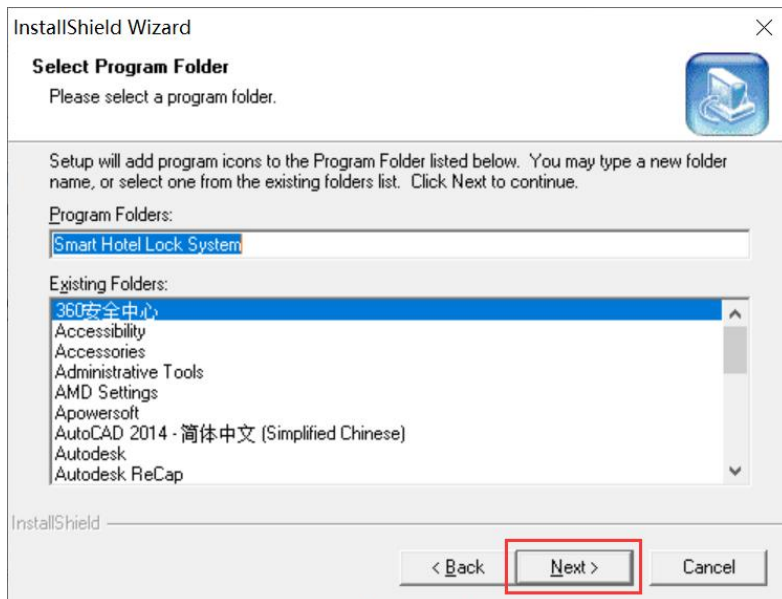 InstallShield Wizard
Select Program Folder
Please select a program folder.
Setup will add program icons to the Program Folder listed below. You may type a new folder
name, or select one from the existing folders list. Click Next to continue.
Program Folders:
Smart Hotel Lock System
Existing Folders:
360安全中心
Accessibility
Accessories
Administrative Tools
AMD Settings
Apowersoft
AutoCAD 2014 - 简体中文 (Simplified Chinese)
Autodesk
Autodesk ReCap
InstallShield
< Back
Next >
Cancel